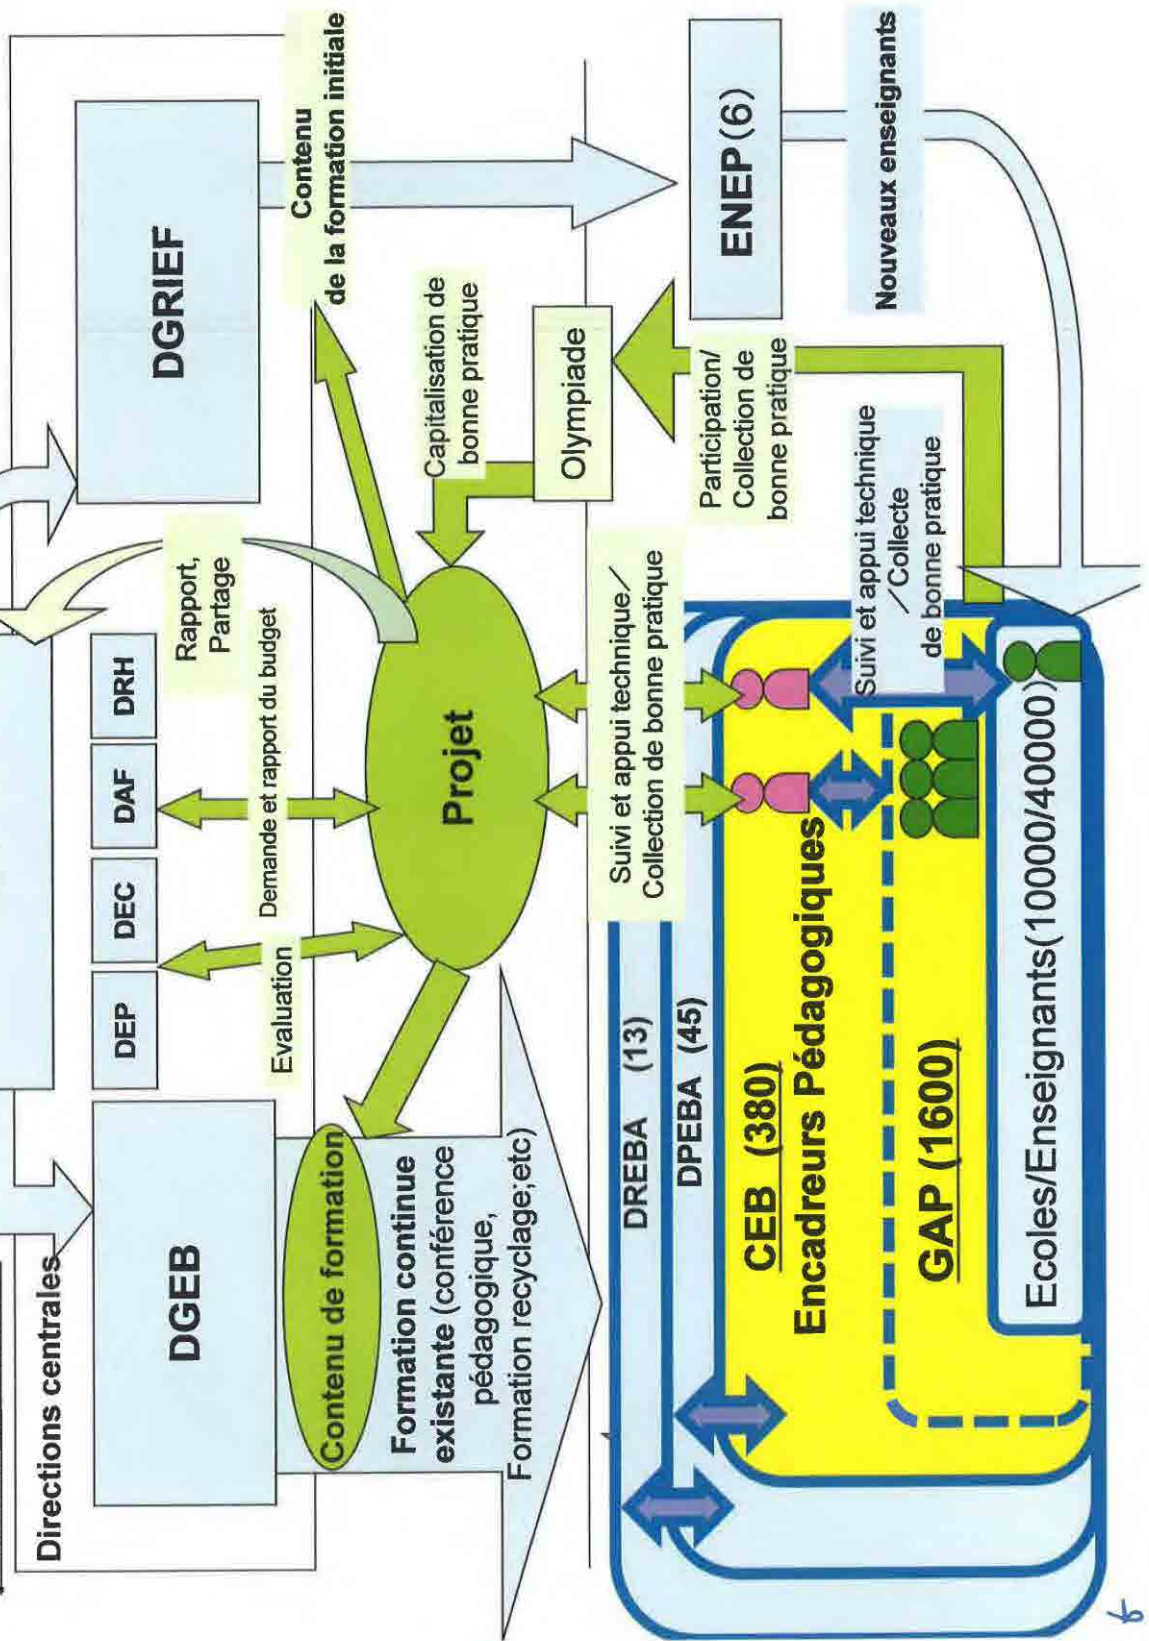 Directions centrales
DGEB
DEP
DEC
DAF
DRH
DGRIEF
Rapport,
Partage
Demande et rapport du budget
Evaluation
Contenu
de la formation initiale
Contenu de formation
Formation continue
existante (conférence
pédagogique,
Formation recyclage;etc)
Projet
Capitalisation de
bonne pratique
Olympiade
Suivi et appui technique/
Collection de bonne pratique
Participation/
Collection de
bonne pratique
ENEP(6)
Nouveaux enseignants
DREBA (13)
DPEBA (45)
CEB (380)
Encadreurs Pédagogiques
Suivi et appui technique
/Collecte
de bonne pratique
GAP (1600)
Ecoles/Enseignants(10000/40000)